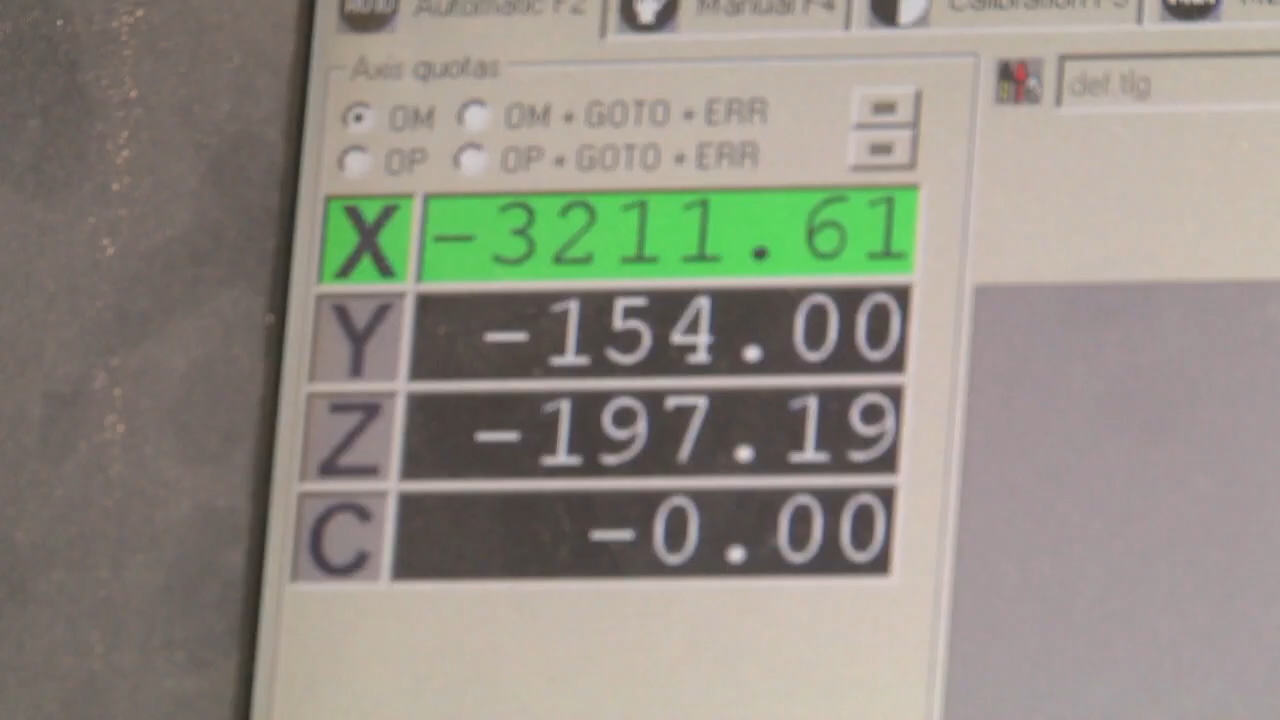 Automatic F2 Manual F4 Calibration F5
Axis quotas
OM OM + GOTO + ERR
OP OP + GOTO + ERR
def.tlg
X -3211.61
Y -154.00
Z -197.19
C -0.00